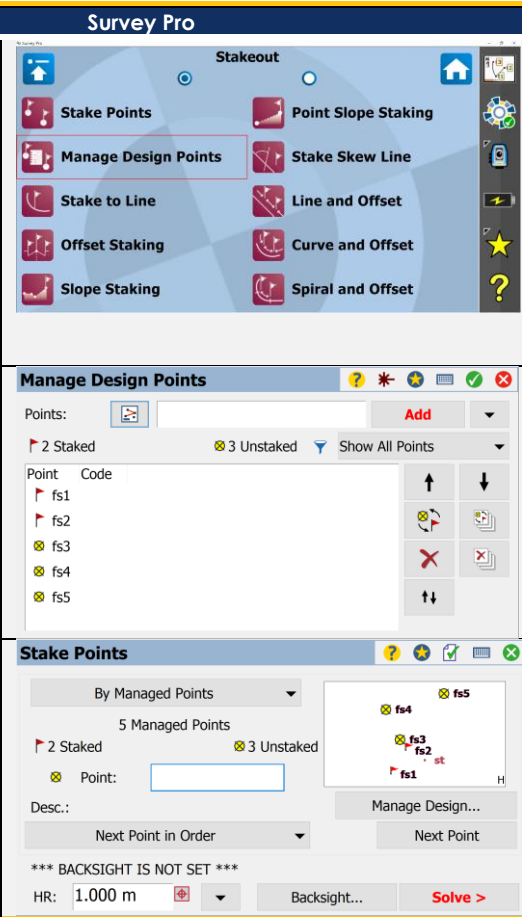 Survey Pro
Survey Pro
Stakeout
Stake Points
Point Slope Staking
Manage Design Points
Stake Skew Line
Stake to Line
Line and Offset
Offset Staking
Curve and Offset
Slope Staking
Spiral and Offset
?
Manage Design Points ?
Points: Add
2 Staked 3 Unstaked Show All Points
Point Code
fs1
fs2
fs3
fs4
fs5
Stake Points ?
By Managed Points
5 Managed Points
2 Staked 3 Unstaked
Point:
Desc.:
Next Point in Order
fs5
fs4
fs3
fs2
st
fs1
H
Manage Design...
Next Point
*** BACKSIGHT IS NOT SET ***
HR: 1.000 m Backsight... Solve >